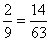 2/9 = 14/63